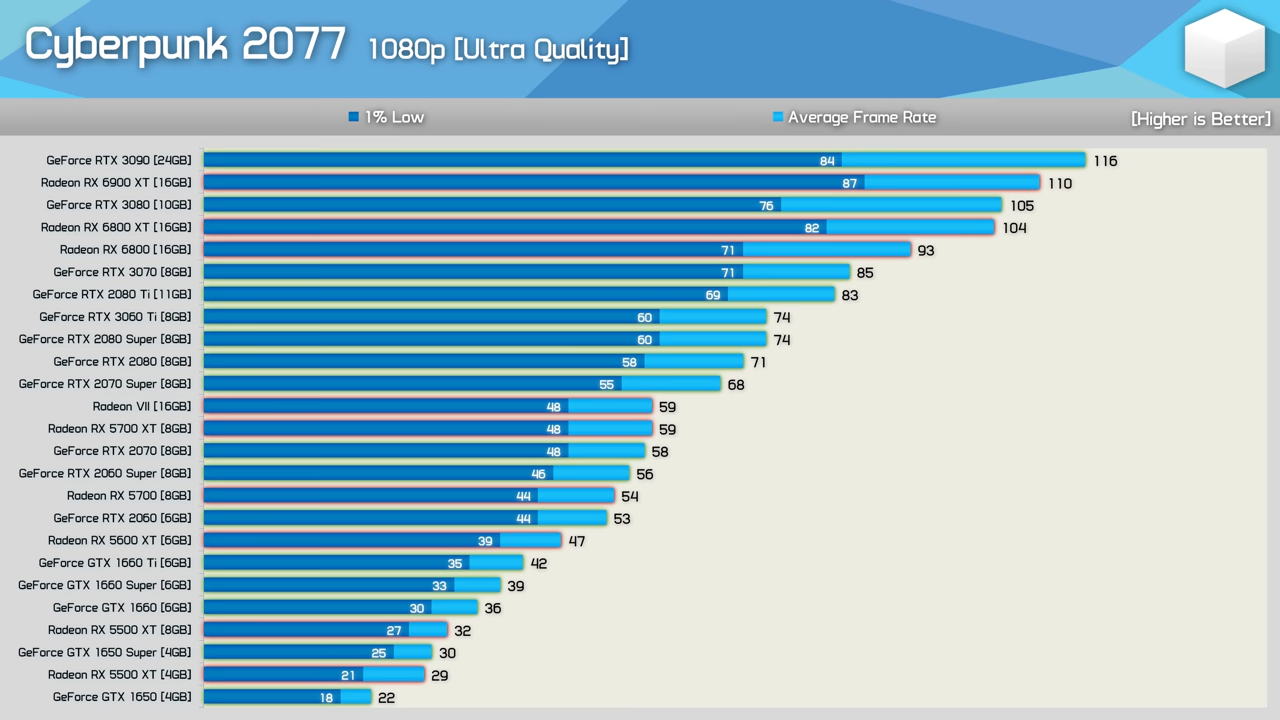 Cyberpunk 2077 1080p [Ultra Quality]
1% Low Average Frame Rate [Higher is Better]
GeForce RTX 3090 [24GB] 84 116
Radeon RX 6900 XT [16GB] 87 110
GeForce RTX 3080 [10GB] 76 105
Radeon RX 6800 XT [16GB] 82 104
Radeon RX 6800 [16GB] 71 93
GeForce RTX 3070 [8GB] 71 85
GeForce RTX 2080 Ti [11GB] 69 83
GeForce RTX 3060 Ti [8GB] 60 74
GeForce RTX 2080 Super [8GB] 60 74
GeForce RTX 2080 [8GB] 58 71
GeForce RTX 2070 Super [8GB] 55 68
Radeon VII [16GB] 48 59
Radeon RX 5700 XT [8GB] 48 59
GeForce RTX 2070 [8GB] 48 58
GeForce RTX 2060 Super [8GB] 46 56
Radeon RX 5700 [8GB] 44 54
GeForce RTX 2060 [6GB] 44 53
Radeon RX 5600 XT [6GB] 39 47
GeForce GTX 1660 Ti [6GB] 35 42
GeForce GTX 1660 Super [6GB] 33 39
GeForce GTX 1660 [6GB] 30 36
Radeon RX 5500 XT [8GB] 27 32
GeForce GTX 1650 Super [4GB] 25 30
Radeon RX 5500 XT [4GB] 21 29
GeForce GTX 1650 [4GB] 18 22